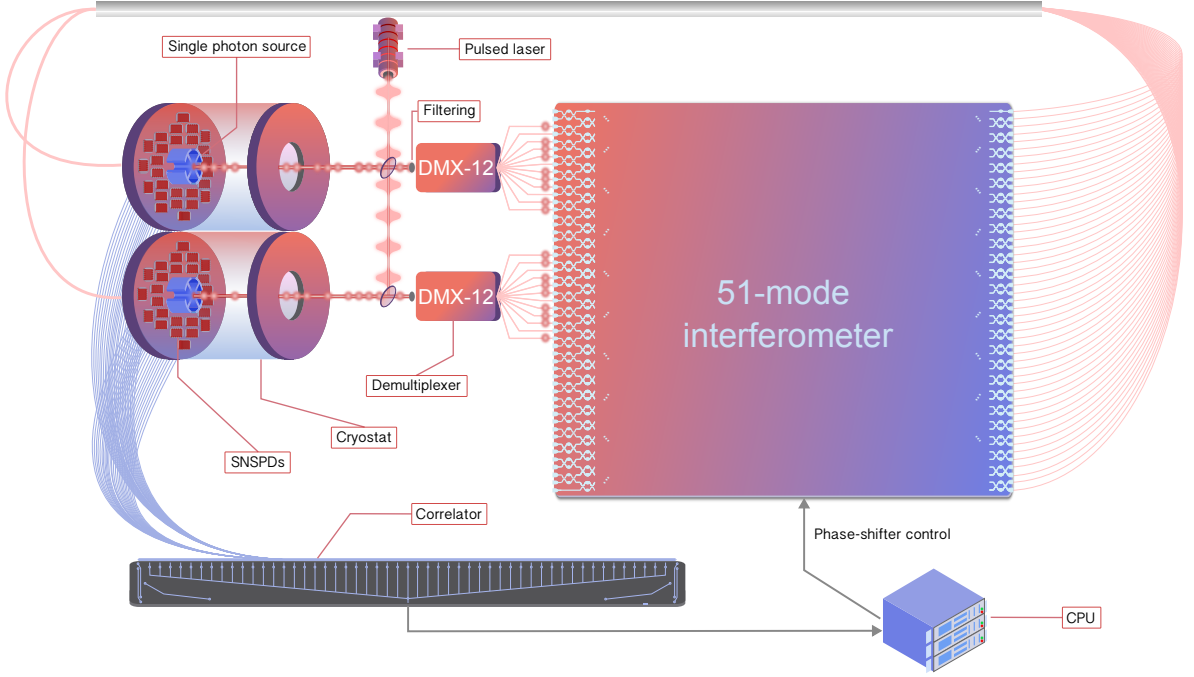 Single photon source
Pulsed laser
Filtering
DMX-12
DMX-12
51-mode
interferometer
Demultiplexer
Cryostat
SNSPDs
Correlator
Phase-shifter control
CPU